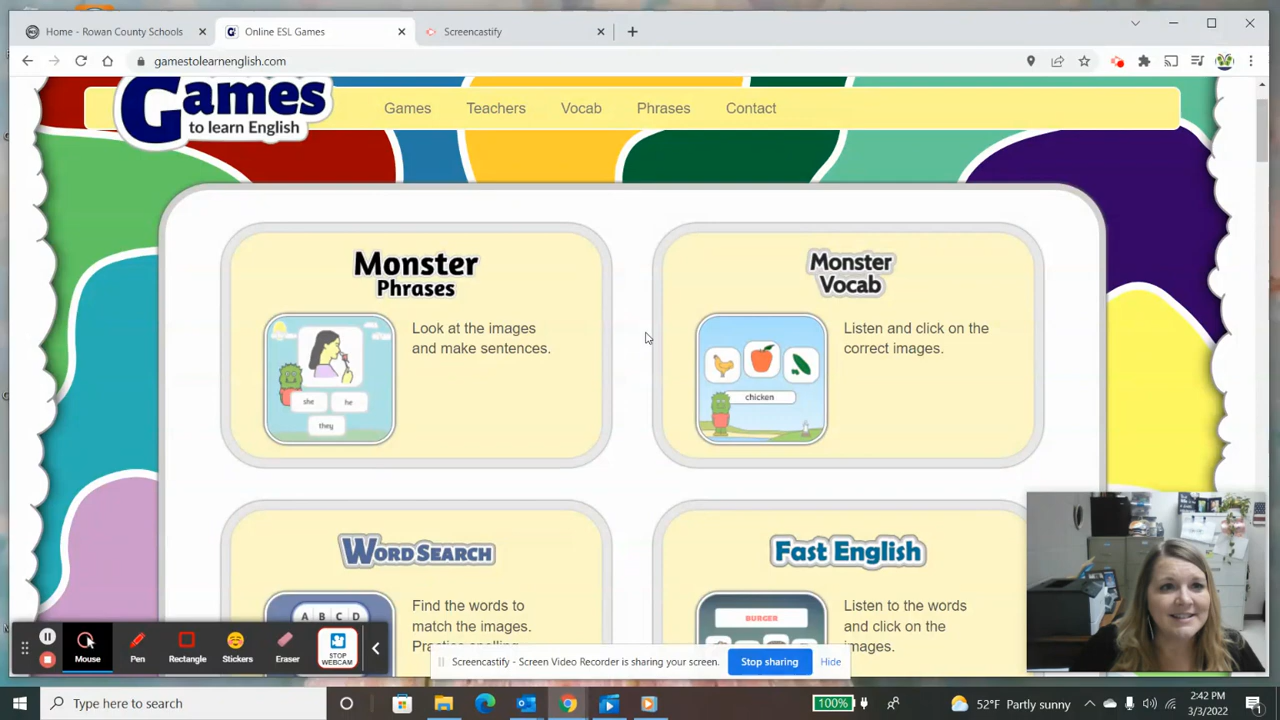 Home - Rowan County Schools
Online ESL Games
Screencastify
gamestolearnenglish.com
Games
to learn English
Games
Teachers
Vocab
Phrases
Contact
Monster
Phrases
Look at the images
and make sentences.
she
he
they
Monster
Vocab
Listen and click on the
correct images.
chicken
WORD SEARCH
A B C D
Find the words to
match the images.
FAST ENGLISH
BURGER
Listen to the words
and click on the
images.
Mouse
Pen
Rectangle
Stickers
Eraser
STOP
WEBCAM
Screencastify - Screen Video Recorder is sharing your screen.
Stop sharing
Hide
Type here to search
100%
52°F Partly sunny
2:42 PM
3/3/2022